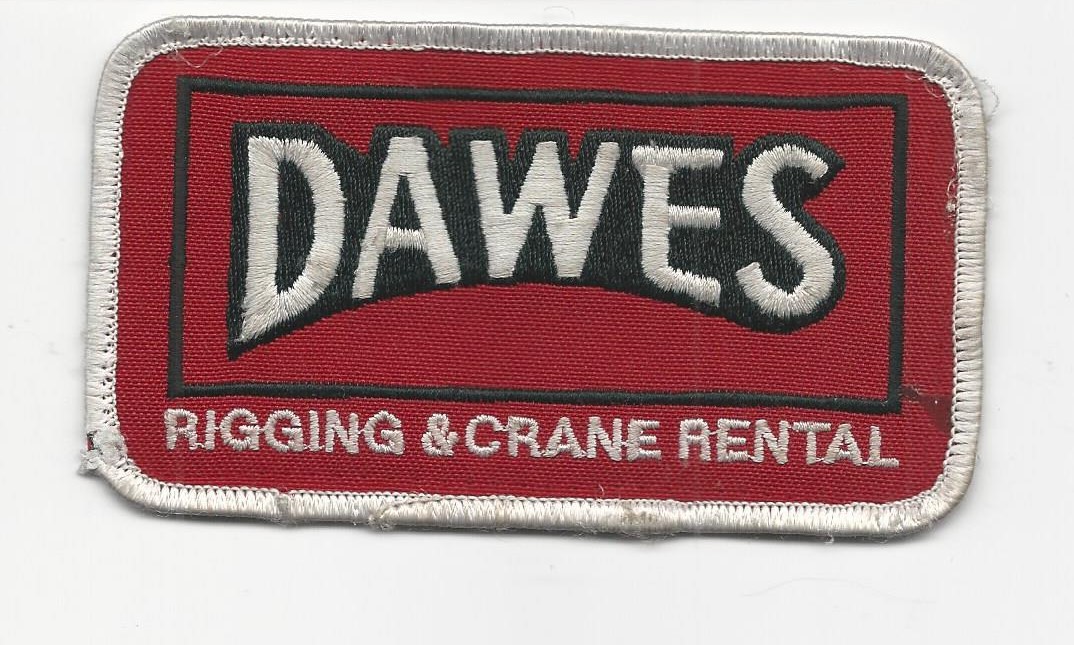 DAWES
RIGGING & CRANE RENTAL